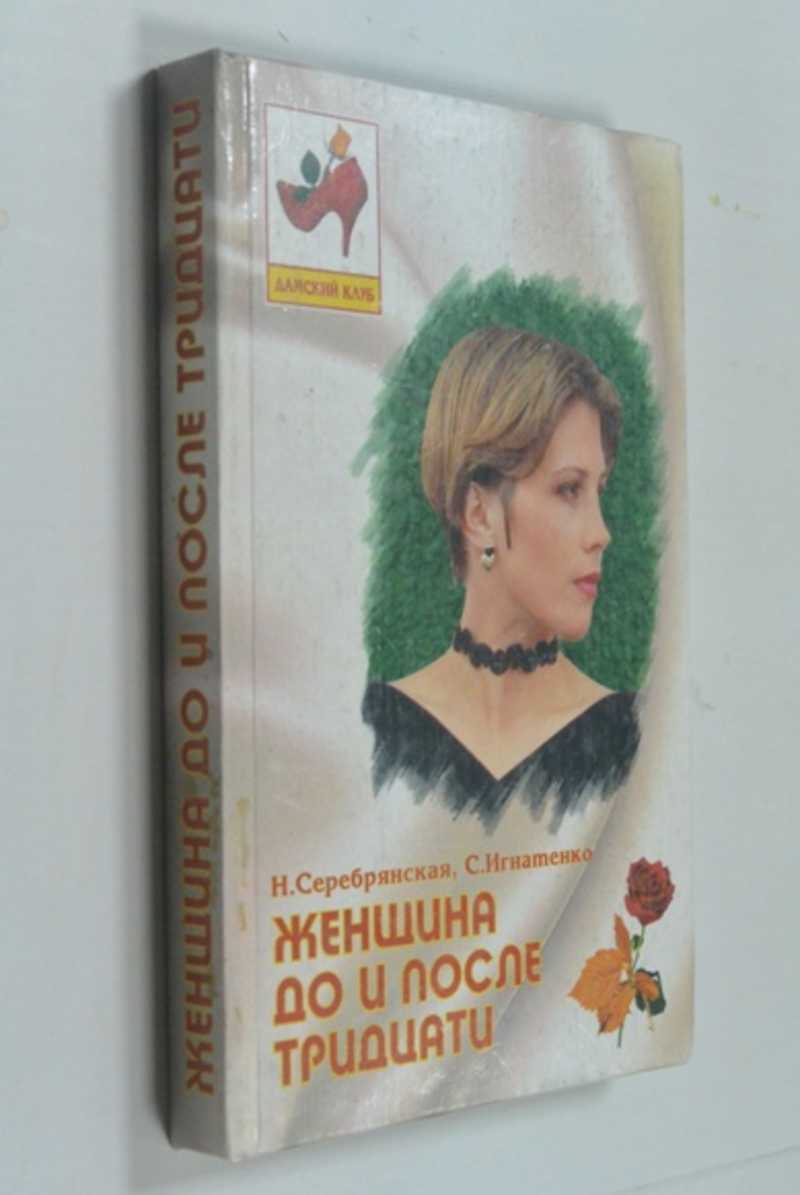 ЖЕНЩИНА ДО И ПОСЛЕ ТРИДЦАТИ
ДАМСКИЙ КЛУБ
Н.Серебрянская, С.Игнатенко
ЖЕНЩИНА
ДО И ПОСЛЕ
ТРИДЦАТИ